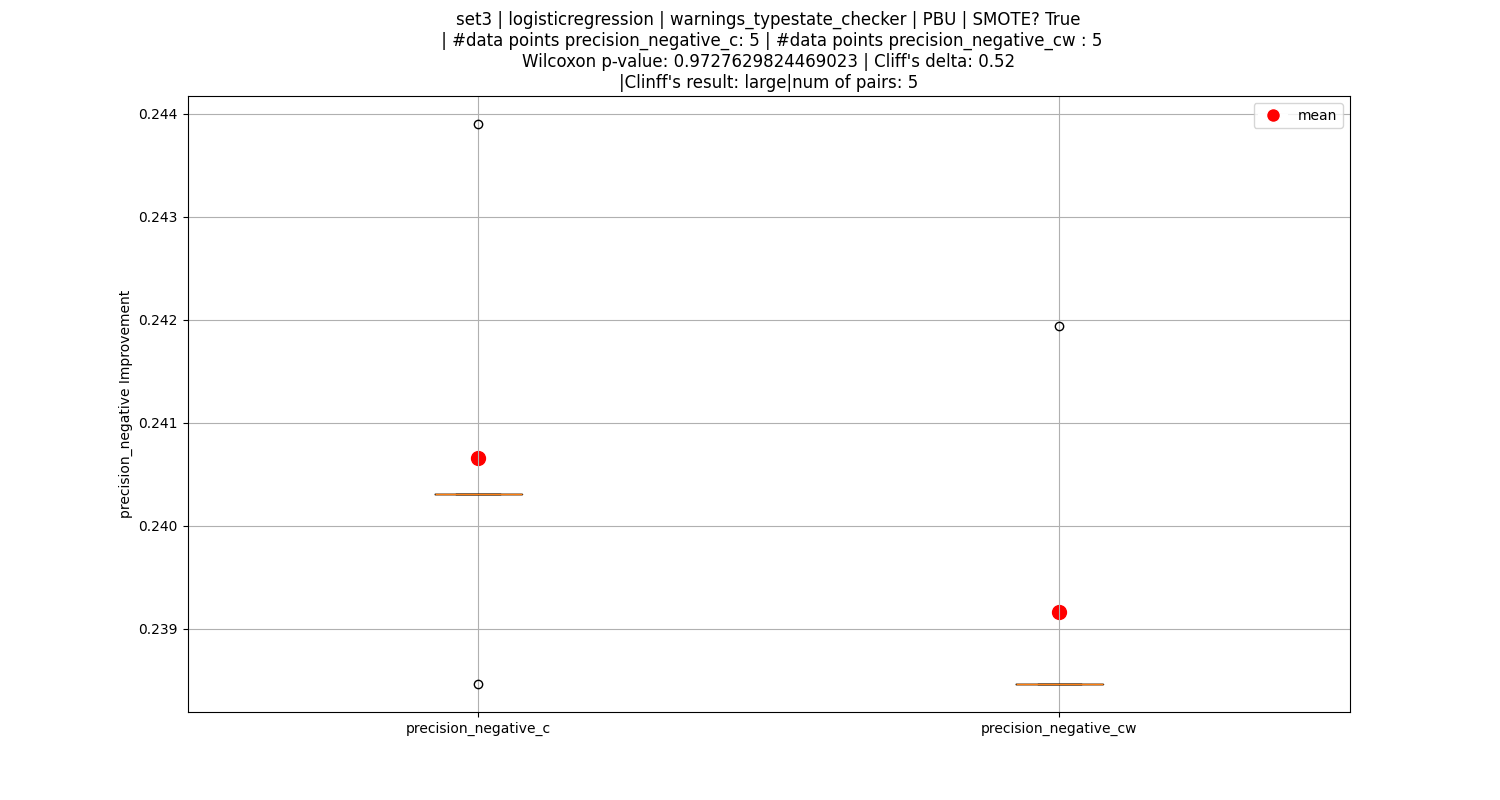 set3 | logisticregression | warnings_typestate_checker | PBU | SMOTE? True
| #data points precision_negative_c: 5 | #data points precision_negative_cw : 5
Wilcoxon p-value: 0.9727629824469023 | Cliff's delta: 0.52
|Clinff's result: large|num of pairs: 5
mean
0.244
0.243
0.242
0.241
0.240
0.239
precision_negative Improvement
precision_negative_c
precision_negative_cw